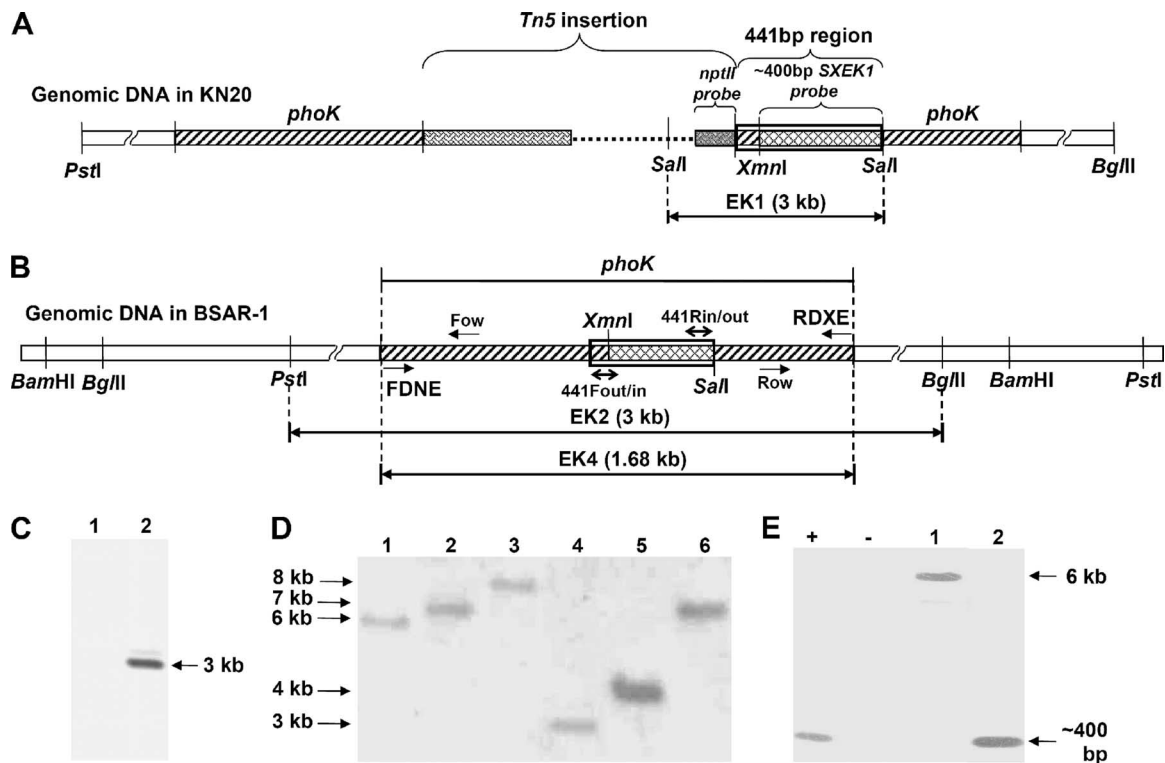 A
Tn5 insertion
441bp region
nptII
probe
~400bp SXEK1
probe
Genomic DNA in KN20
phoK
phoK
PstI
SalI
XmnI
SalI
BglII
EK1 (3 kb)
B
phoK
Genomic DNA in BSAR-1
Fow
XmnI
441Rin/out
RDXE
BamHI
BglII
PstI
FDNE
441Fout/in
SalI
Row
BglII
BamHI
PstI
EK2 (3 kb)
EK4 (1.68 kb)
C
1 2
3 kb
D
1 2 3 4 5 6
8 kb
7 kb
6 kb
4 kb
3 kb
E
+ - 1 2
6 kb
~400
bp